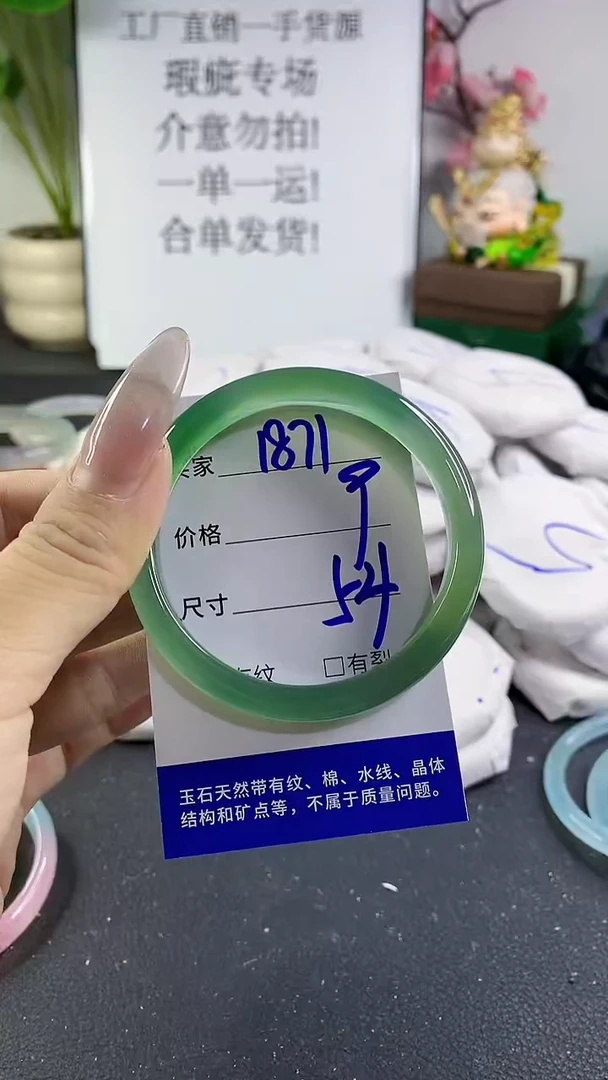 工厂直销一手货源
瑕疵专场
介意勿拍!
一单一运!
合单发货!
家 1871
价格 9
尺寸 54
纹 □有裂
玉石天然带有纹、棉、水线、晶体
结构和矿点等，不属于质量问题。